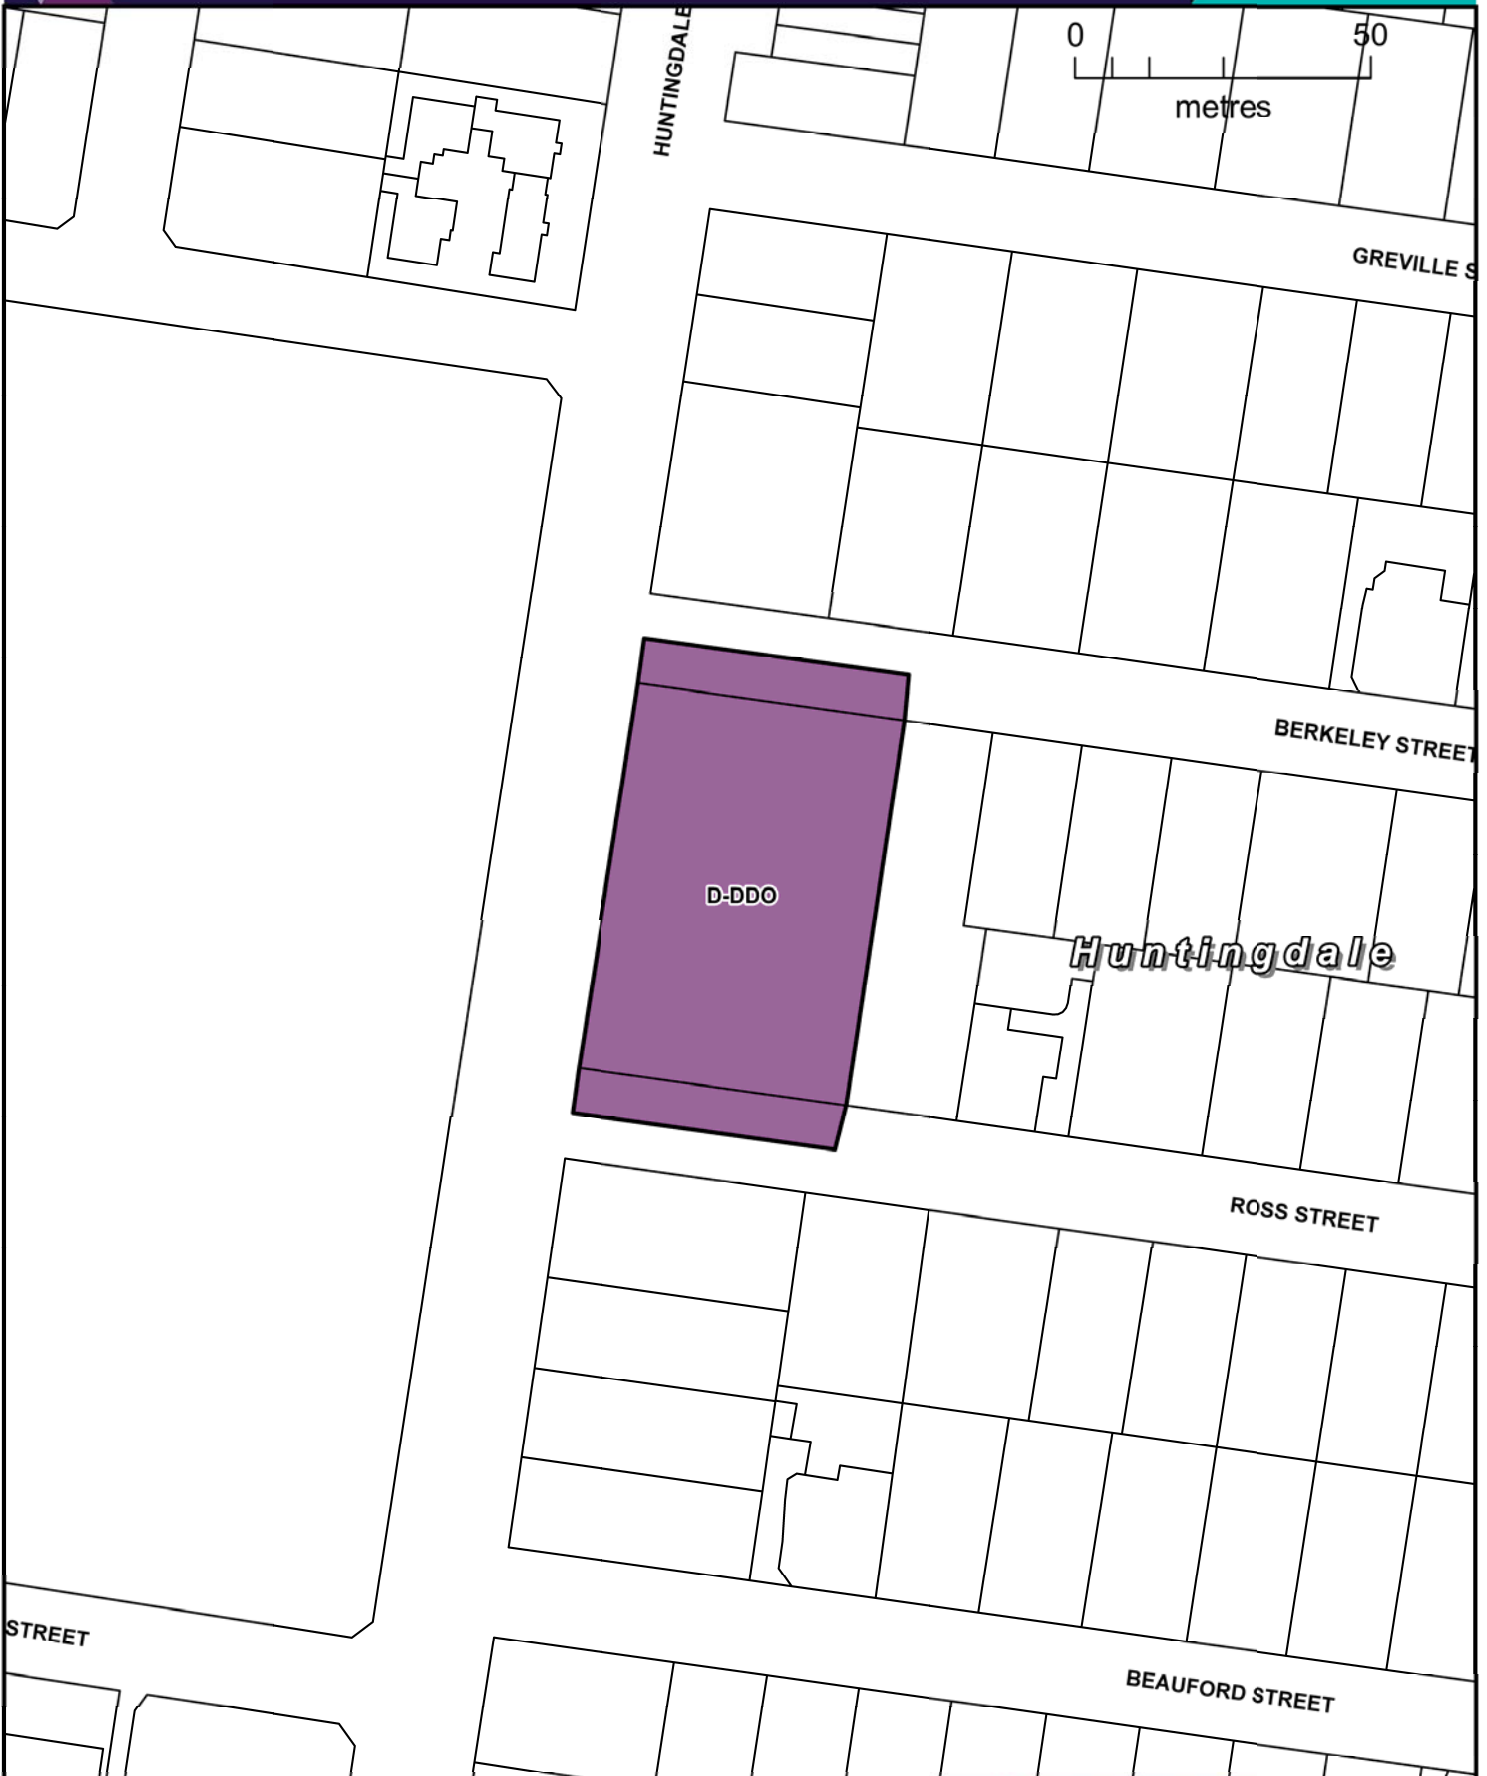 HUNTINGDALE
0 50
metres
GREVILLE S
BERKELEY STREET
D-DDO
Huntingdale
ROSS STREET
STREET
BEAUFORD STREET